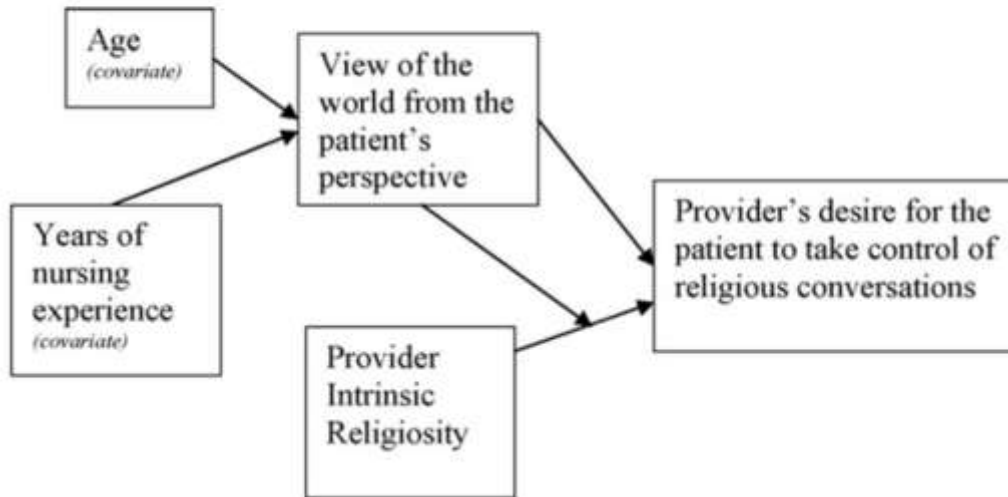 Age
(covariate)
View of the
world from the
patient's
perspective
Years of
nursing
experience
(covariate)
Provider's desire for the
patient to take control of
religious conversations
Provider
Intrinsic
Religiosity